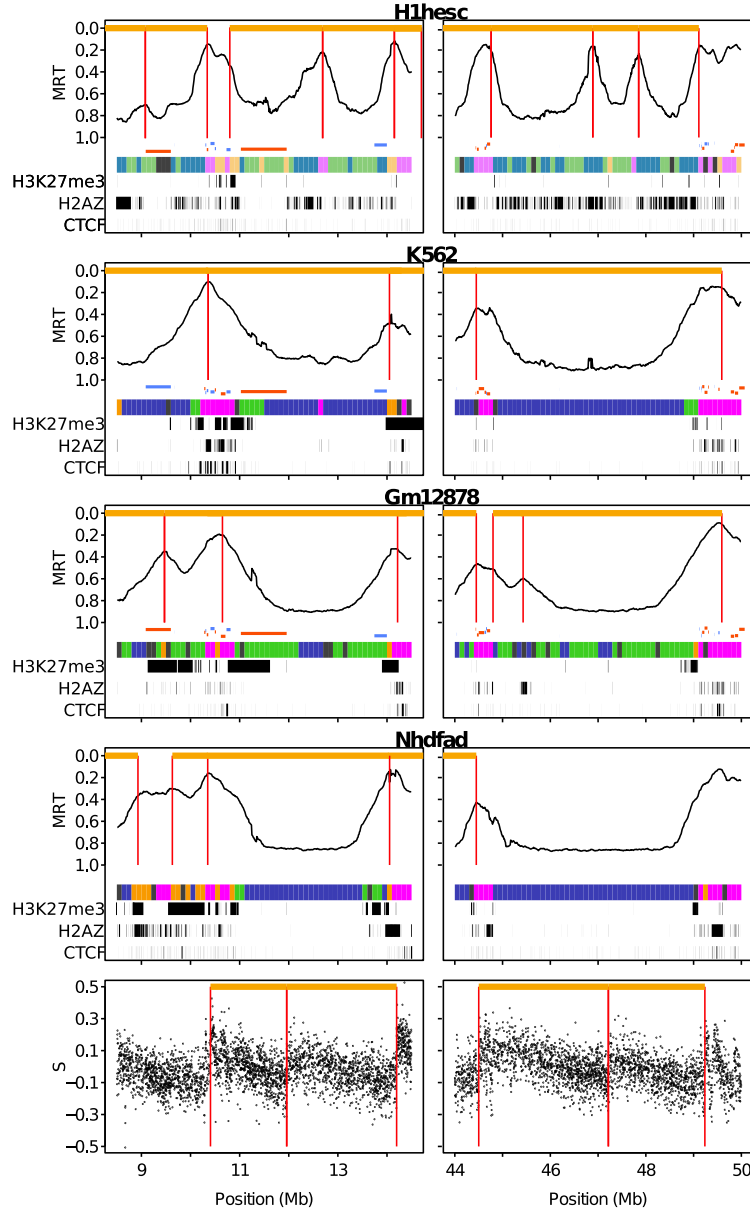 H1hesc
0.0
0.2
0.4
0.6
0.8
1.0
MRT
H3K27me3
H2AZ
CTCF
K562
0.0
0.2
0.4
0.6
0.8
1.0
MRT
H3K27me3
H2AZ
CTCF
Gm12878
0.0
0.2
0.4
0.6
0.8
1.0
MRT
H3K27me3
H2AZ
CTCF
Nhdfad
0.0
0.2
0.4
0.6
0.8
1.0
MRT
H3K27me3
H2AZ
CTCF
0.5
0.3
0.1
−0.1
−0.3
−0.5
S
9 11 13 44 46 48 50
Position (Mb) Position (Mb)